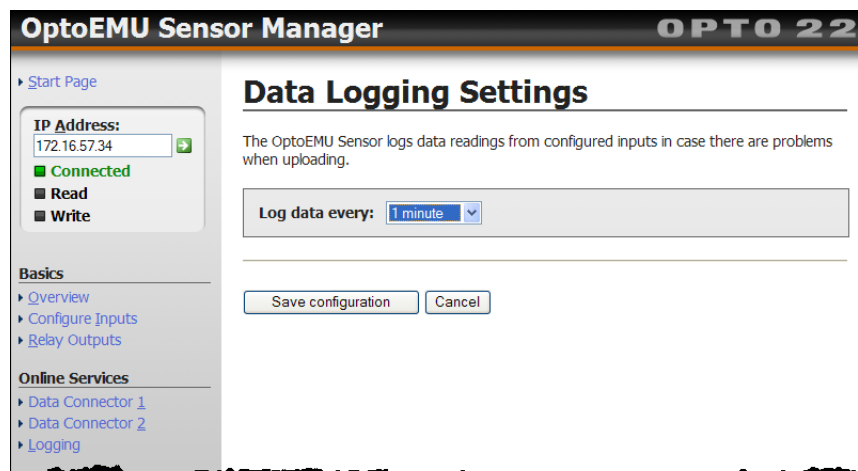 OptoEMU Sensor Manager
OPTO 22
Start Page
IP Address:
172.16.57.34
Connected
Read
Write
Basics
Overview
Configure Inputs
Relay Outputs
Online Services
Data Connector 1
Data Connector 2
Logging
Data Logging Settings
The OptoEMU Sensor logs data readings from configured inputs in case there are problems
when uploading.
Log data every: 1 minute
Save configuration Cancel